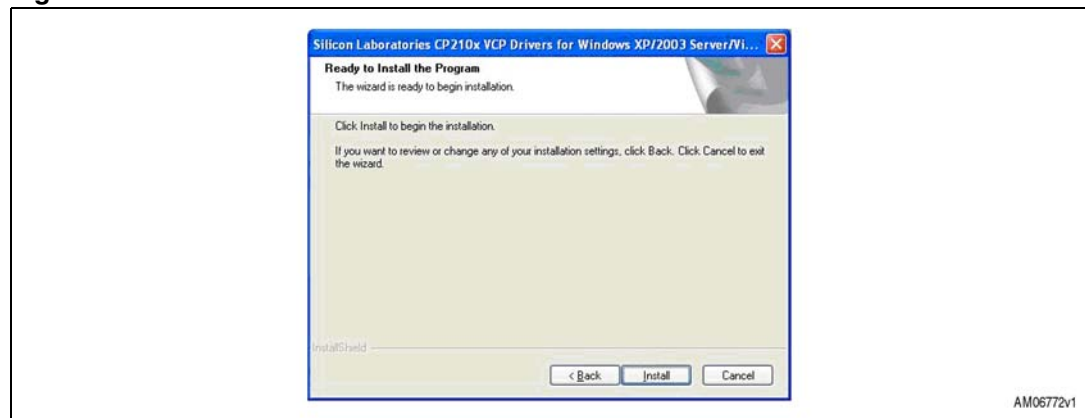 Silicon Laboratories CP210x VCP Drivers for Windows XP/2003 Server/Vi...
Ready to Install the Program
The wizard is ready to begin installation.
Click Install to begin the installation.
If you want to review or change any of your installation settings, click Back. Click Cancel to exit
the wizard.
InstallShield
< Back Install Cancel
AM06772v1